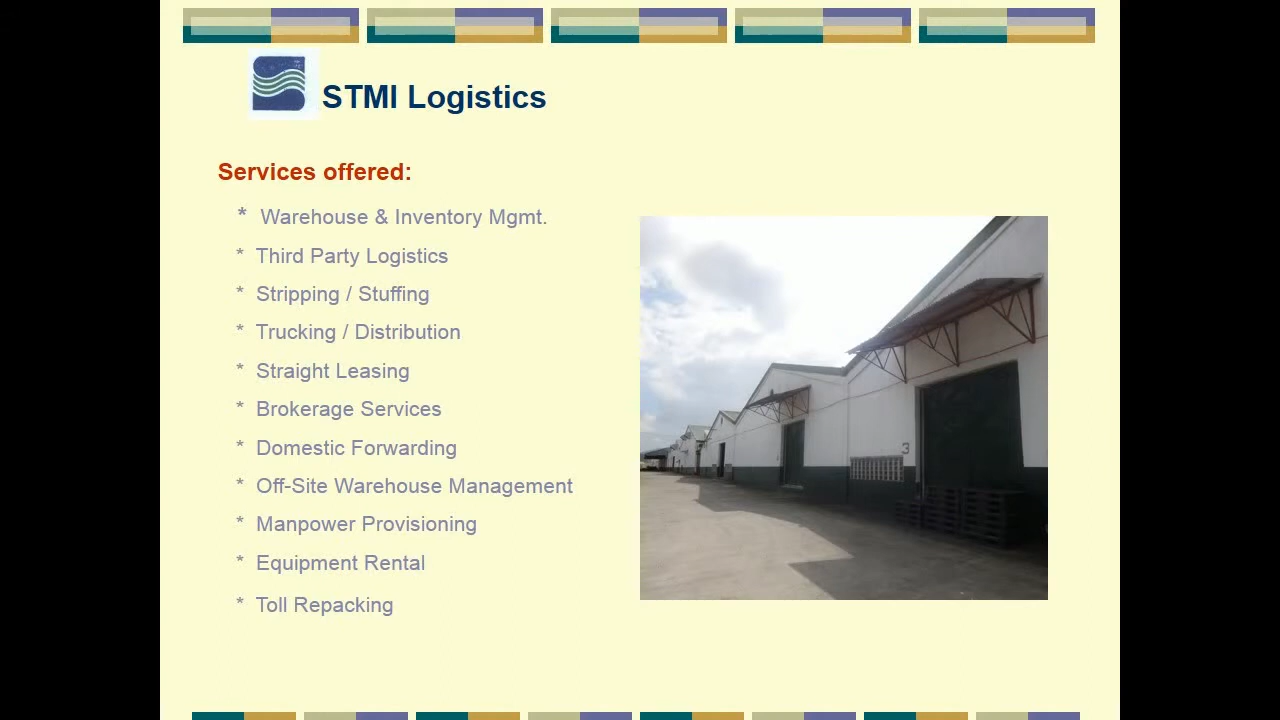 STMI Logistics
Services offered:
* Warehouse & Inventory Mgmt.
* Third Party Logistics
* Stripping / Stuffing
* Trucking / Distribution
* Straight Leasing
* Brokerage Services
* Domestic Forwarding
* Off-Site Warehouse Management
* Manpower Provisioning
* Equipment Rental
* Toll Repacking
3